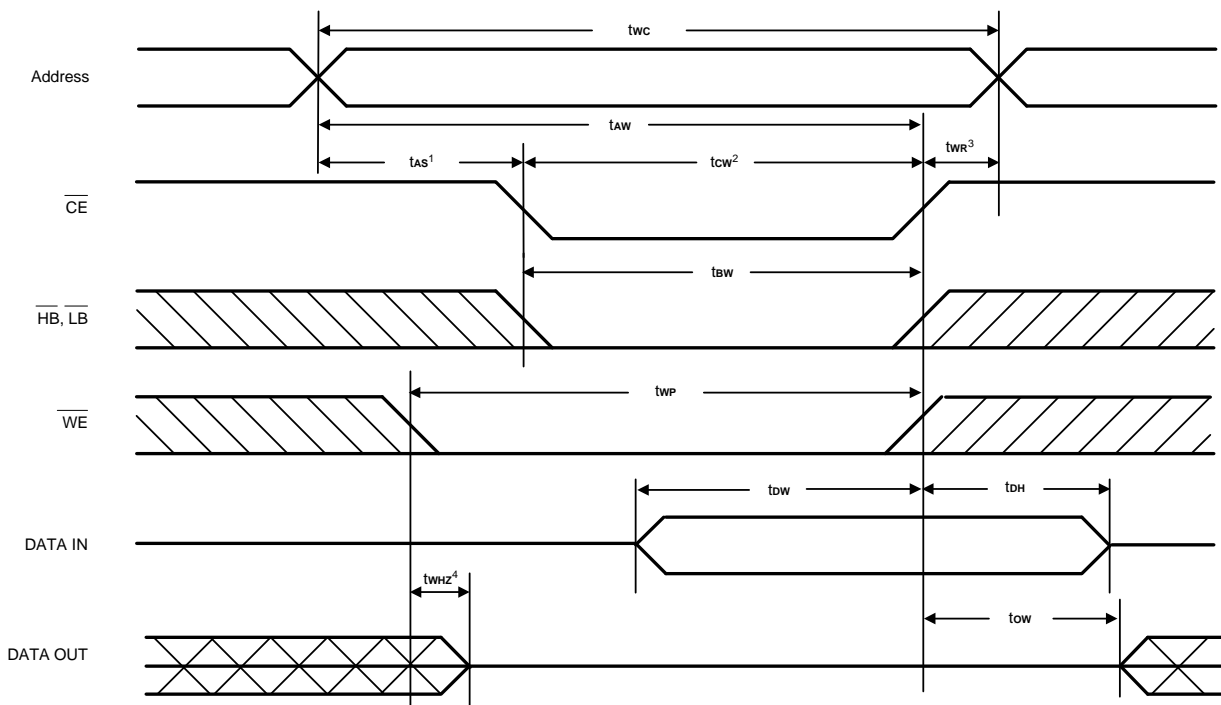 tWC
Address
tAW
tAS1 tCW2 tWR3
CE
tBW
HB, LB
tWP
WE
tDW tDH
DATA IN
tWHZ4
tOW
DATA OUT